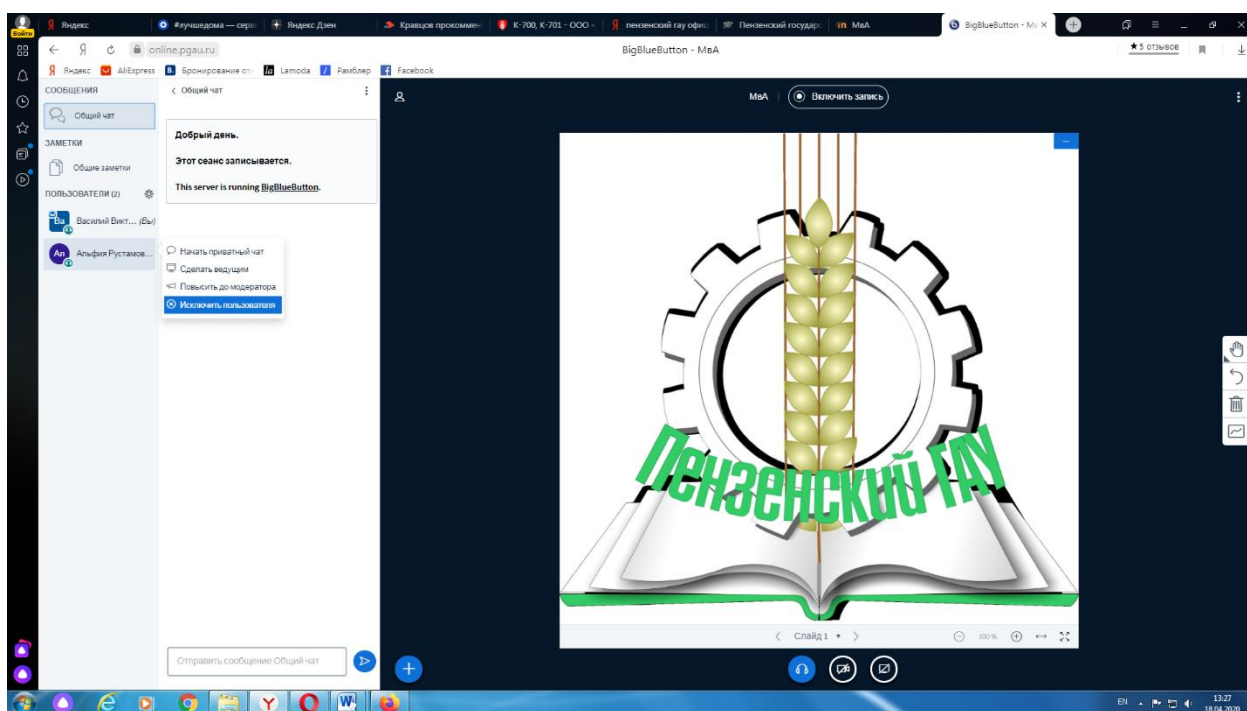 Яндекс
#лучшедома — серв
Яндекс Дзен
Кравцов прокоммен
К-700, К-701 - ООО «
пензенский гау офиц
Пензенский государс
МвА
BigBlueButton - Мв
Войти
online.pgau.ru
BigBlueButton - МвА
★ 5 отзывов
Яндекс
AliExpress
Бронирование от
Lamoda
Рамблер
Facebook
СООБЩЕНИЯ
Общий чат
ЗАМЕТКИ
Общие заметки
ПОЛЬЗОВАТЕЛИ (2)
Ва Василий Викт... (Вы)
Ал Альфия Рустамов...
Общий чат
Добрый день.
Этот сеанс записывается.
This server is running BigBlueButton.
Начать приватный чат
Сделать ведущим
Повысить до модератора
Исключить пользователя
Отправить сообщение Общий чат
МвА | Включить запись
Пензенский ГАУ
Слайд 1
100 %
EN
13:27
18.04.2020